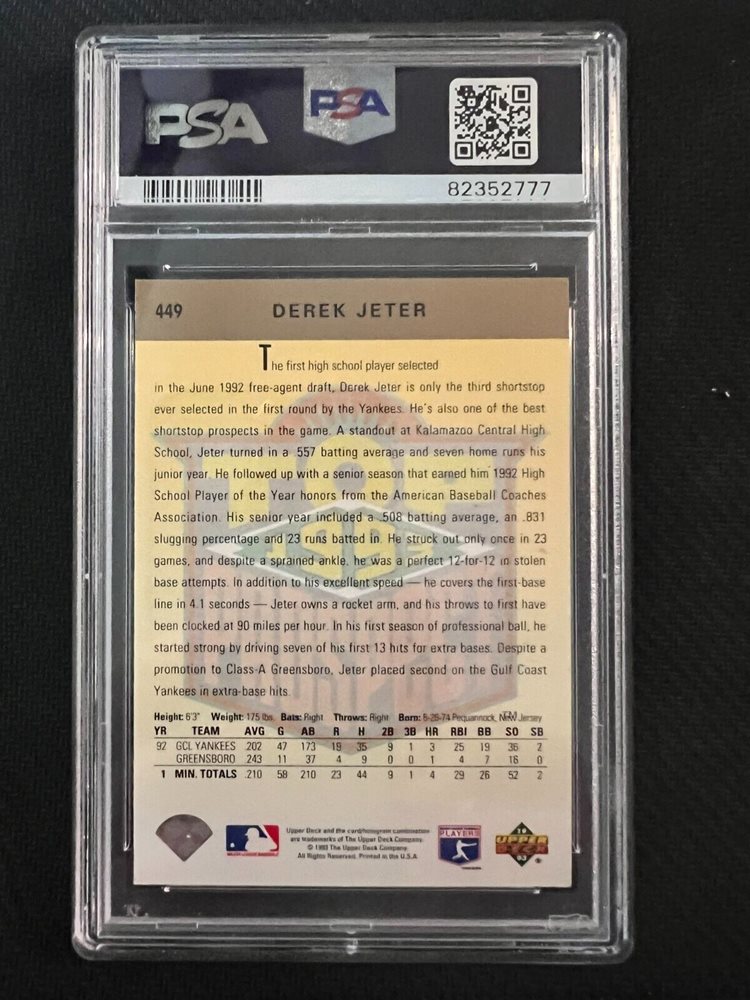 PSA PSA
82352777
449 DEREK JETER
The first high school player selected
in the June 1992 free-agent draft, Derek Jeter is only the third shortstop
ever selected in the first round by the Yankees. He's also one of the best
shortstop prospects in the game. A standout at Kalamazoo Central High
School, Jeter turned in a .557 batting average and seven home runs his
junior year. He followed up with a senior season that earned him 1992 High
School Player of the Year honors from the American Baseball Coaches
Association. His senior year included a .508 batting average, an .831
slugging percentage and 23 runs batted in. He struck out only once in 23
games, and despite a sprained ankle, he was a perfect 12-for-12 in stolen
base attempts. In addition to his excellent speed — he covers the first-base
line in 4.1 seconds — Jeter owns a rocket arm, and his throws to first have
been clocked at 90 miles per hour. In his first season of professional ball, he
started strong by driving seven of his first 13 hits for extra bases. Despite a
promotion to Class-A Greensboro, Jeter placed second on the Gulf Coast
Yankees in extra-base hits.
Height: 6'3" Weight: 175 lbs. Bats: Right Throws: Right Born: 6-26-74 Pequannock, New Jersey
YR TEAM AVG G AB R H 2B 3B HR RBI BB SO SB
92 GCL YANKEES .202 47 173 19 35 9 1 3 25 19 36 2
GREENSBORO .243 11 37 4 9 0 0 1 4 7 16 0
1 MIN. TOTALS .210 58 210 23 44 9 1 4 29 26 52 2
Upper Deck and the card/hologram combination
are trademarks of The Upper Deck Company.
© 1993 The Upper Deck Company.
All Rights Reserved. Printed in the U.S.A.
PLAYERS
19 UPPER DECK 93